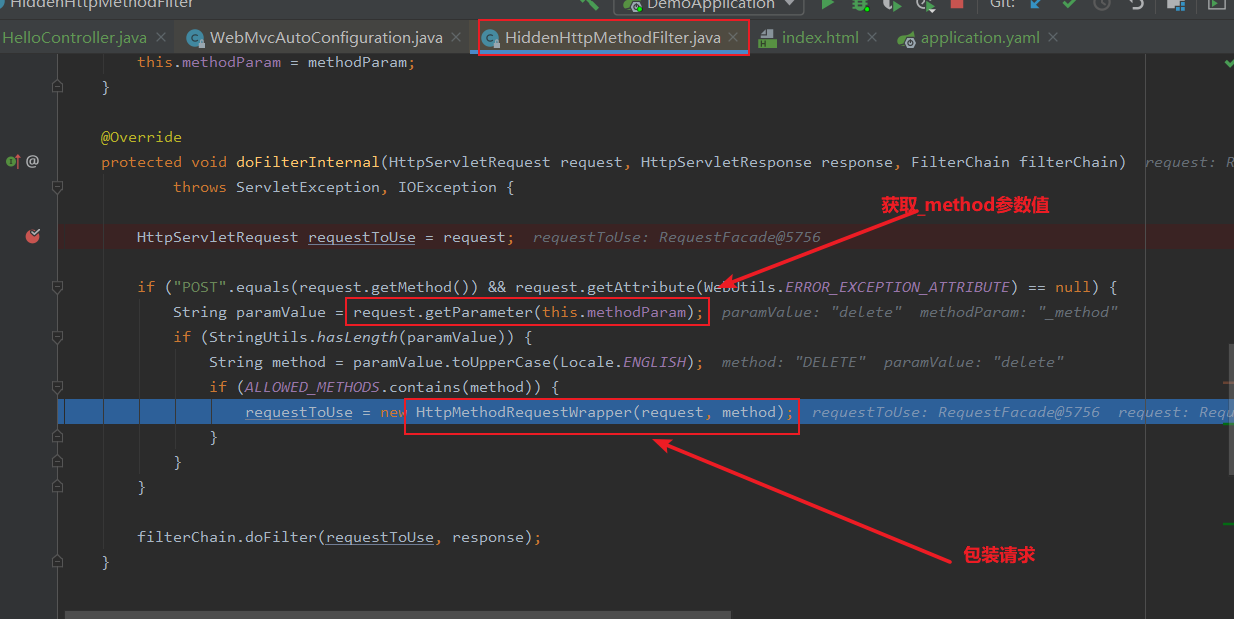 HiddenHttpMethodFilter DemoApplication Git:
HelloController.java WebMvcAutoConfiguration.java HiddenHttpMethodFilter.java index.html application.yaml
this.methodParam = methodParam;
}
@Override
protected void doFilterInternal(HttpServletRequest request, HttpServletResponse response, FilterChain filterChain) request: R
throws ServletException, IOException {
获取_method参数值
HttpServletRequest requestToUse = request; requestToUse: RequestFacade@5756
if ("POST".equals(request.getMethod()) && request.getAttribute(WebUtils.ERROR_EXCEPTION_ATTRIBUTE) == null) {
String paramValue = request.getParameter(this.methodParam); paramValue: "delete" methodParam: "_method"
if (StringUtils.hasLength(paramValue)) {
String method = paramValue.toUpperCase(Locale.ENGLISH); method: "DELETE" paramValue: "delete"
if (ALLOWED_METHODS.contains(method)) {
requestToUse = new HttpMethodRequestWrapper(request, method); requestToUse: RequestFacade@5756 request: Requ
}
}
}
filterChain.doFilter(requestToUse, response);
包装请求
}